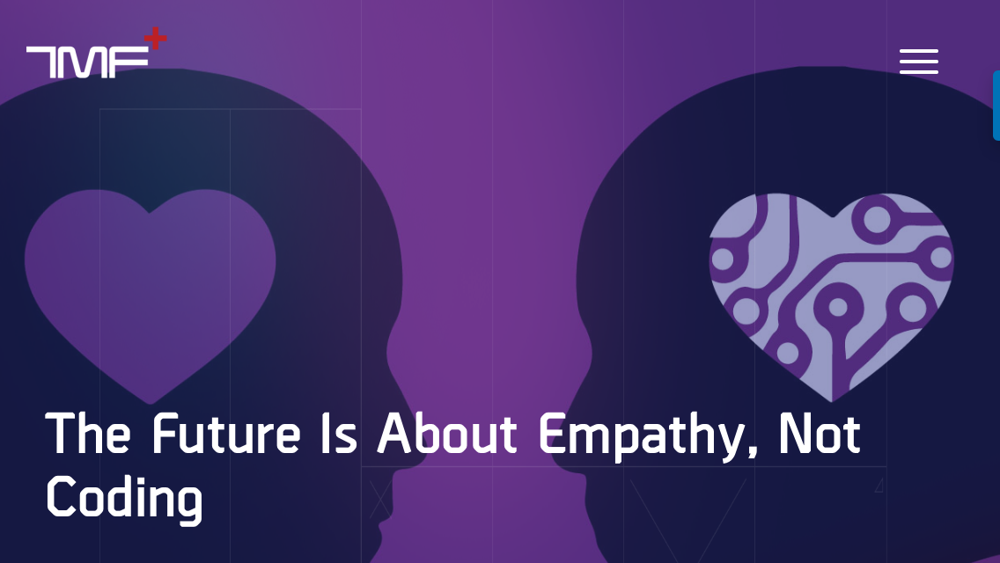 TMF+
The Future Is About Empathy, Not
Coding